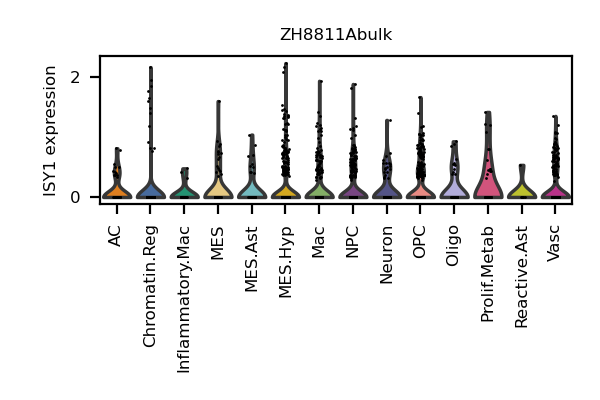 ZH8811Abulk
ISY1 expression
2
0
AC
Chromatin.Reg
Inflammatory.Mac
MES
MES.Ast
MES.Hyp
Mac
NPC
Neuron
OPC
Oligo
Prolif.Metab
Reactive.Ast
Vasc